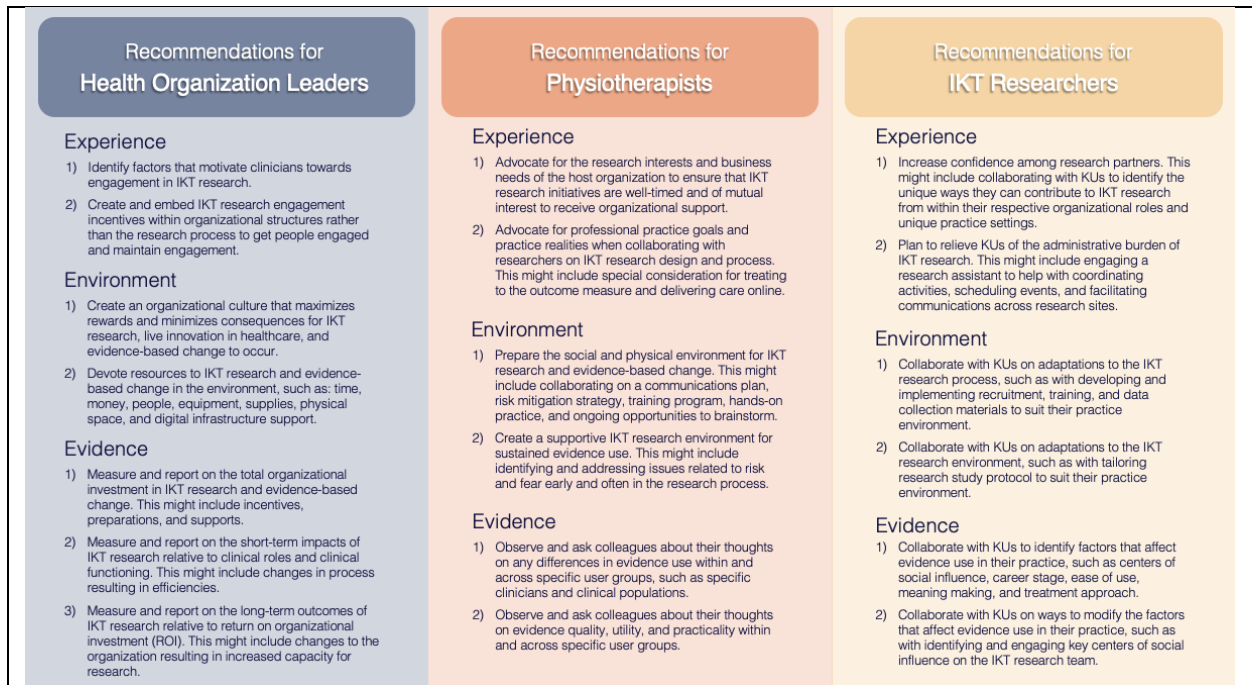 Recommendations for
Health Organization Leaders
Experience
1) Identify factors that motivate clinicians towards
engagement in IKT research.
2) Create and embed IKT research engagement
incentives within organizational structures rather
than the research process to get people engaged
and maintain engagement.
Environment
1) Create an organizational culture that maximizes
rewards and minimizes consequences for IKT
research, live innovation in healthcare, and
evidence-based change to occur.
2) Devote resources to IKT research and evidence-
based change in the environment, such as: time,
money, people, equipment, supplies, physical
space, and digital infrastructure support.
Evidence
1) Measure and report on the total organizational
investment in IKT research and evidence-based
change. This might include incentives,
preparations, and supports.
2) Measure and report on the short-term impacts of
IKT research relative to clinical roles and clinical
functioning. This might include changes in process
resulting in efficiencies.
3) Measure and report on the long-term outcomes of
IKT research relative to return on organizational
investment (ROI). This might include changes to the
organization resulting in increased capacity for
research.
Recommendations for
Physiotherapists
Experience
1) Advocate for the research interests and business
needs of the host organization to ensure that IKT
research initiatives are well-timed and of mutual
interest to receive organizational support.
2) Advocate for professional practice goals and
practice realities when collaborating with
researchers on IKT research design and process.
This might include special consideration for treating
to the outcome measure and delivering care online.
Environment
1) Prepare the social and physical environment for IKT
research and evidence-based change. This might
include collaborating on a communications plan,
risk mitigation strategy, training program, hands-on
practice, and ongoing opportunities to brainstorm.
2) Create a supportive IKT research environment for
sustained evidence use. This might include
identifying and addressing issues related to risk
and fear early and often in the research process.
Evidence
1) Observe and ask colleagues about their thoughts
on any differences in evidence use within and
across specific user groups, such as specific
clinicians and clinical populations.
2) Observe and ask colleagues about their thoughts
on evidence quality, utility, and practicality within
and across specific user groups.
Recommendations for
IKT Researchers
Experience
1) Increase confidence among research partners. This
might include collaborating with KUs to identify the
unique ways they can contribute to IKT research
from within their respective organizational roles and
unique practice settings.
2) Plan to relieve KUs of the administrative burden of
IKT research. This might include engaging a
research assistant to help with coordinating
activities, scheduling events, and facilitating
communications across research sites.
Environment
1) Collaborate with KUs on adaptations to the IKT
research process, such as with developing and
implementing recruitment, training, and data
collection materials to suit their practice
environment.
2) Collaborate with KUs on adaptations to the IKT
research environment, such as with tailoring
research study protocol to suit their practice
environment.
Evidence
1) Collaborate with KUs to identify factors that affect
evidence use in their practice, such as centers of
social influence, career stage, ease of use,
meaning making, and treatment approach.
2) Collaborate with KUs on ways to modify the factors
that affect evidence use in their practice, such as
with identifying and engaging key centers of social
influence on the IKT research team.